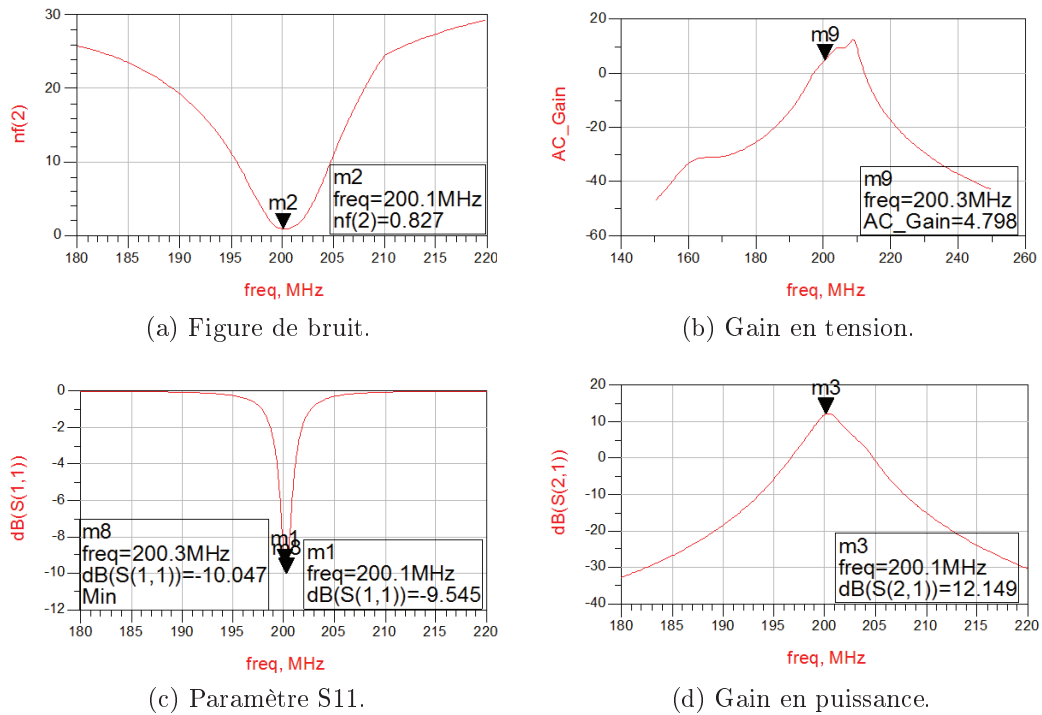 30
20
10
0
nf(2)
m2
m2
freq=200.1MHz
nf(2)=0.827
180 185 190 195 200 205 210 215 220
freq, MHz
(a) Figure de bruit.
20
0
-20
-40
-60
AC_Gain
m9
m9
freq=200.3MHz
AC_Gain=4.798
140 160 180 200 220 240 260
freq, MHz
(b) Gain en tension.
0
-2
-4
-6
-8
-10
-12
dB(S(1,1))
m1
m8
m8
freq=200.3MHz
dB(S(1,1))=-10.047
Min
m1
freq=200.1MHz
dB(S(1,1))=-9.545
180 185 190 195 200 205 210 215 220
freq, MHz
(c) Paramètre S11.
20
10
0
-10
-20
-30
-40
dB(S(2,1))
m3
m3
freq=200.1MHz
dB(S(2,1))=12.149
180 185 190 195 200 205 210 215 220
freq, MHz
(d) Gain en puissance.